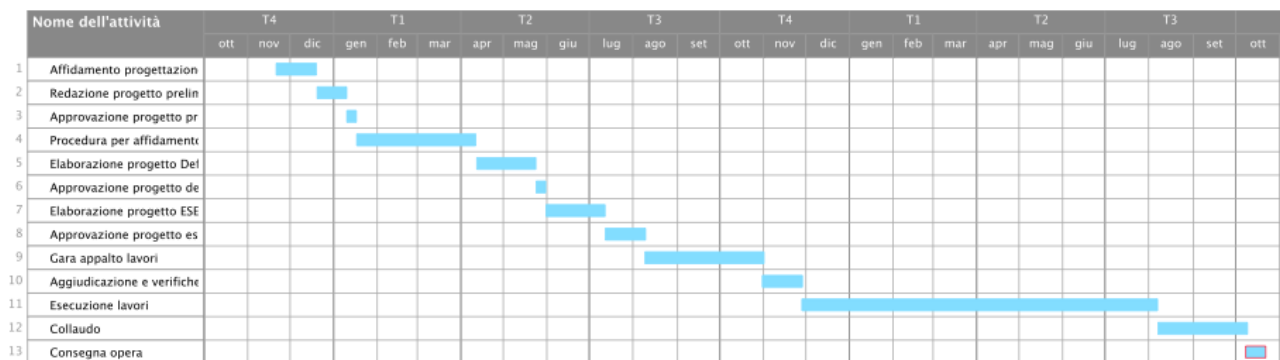 Nome dell'attività T4 T1 T2 T3 T4 T1 T2 T3
ott nov dic gen feb mar apr mag giu lug ago set ott nov dic gen feb mar apr mag giu lug ago set ott
1 Affidamento progettazion
2 Redazione progetto prelin
3 Approvazione progetto pr
4 Procedura per affidamento
5 Elaborazione progetto Def
6 Approvazione progetto de
7 Elaborazione progetto ESE
8 Approvazione progetto es
9 Gara appalto lavori
10 Aggiudicazione e verifiche
11 Esecuzione lavori
12 Collaudo
13 Consegna opera